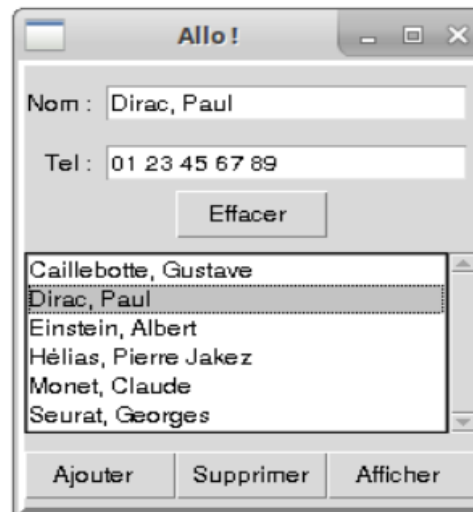 Allo !
Nom : Dirac, Paul
Tel : 01 23 45 67 89
Effacer
Caillebotte, Gustave
Dirac, Paul
Einstein, Albert
Hélias, Pierre Jakez
Monet, Claude
Seurat, Georges
Ajouter Supprimer Afficher